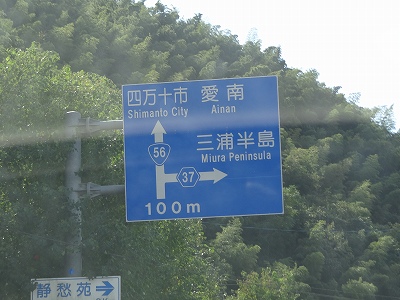 四万十市 愛南
Shimanto City Ainan
56
三浦半島
Miura Peninsula
37
100m
静愁苑